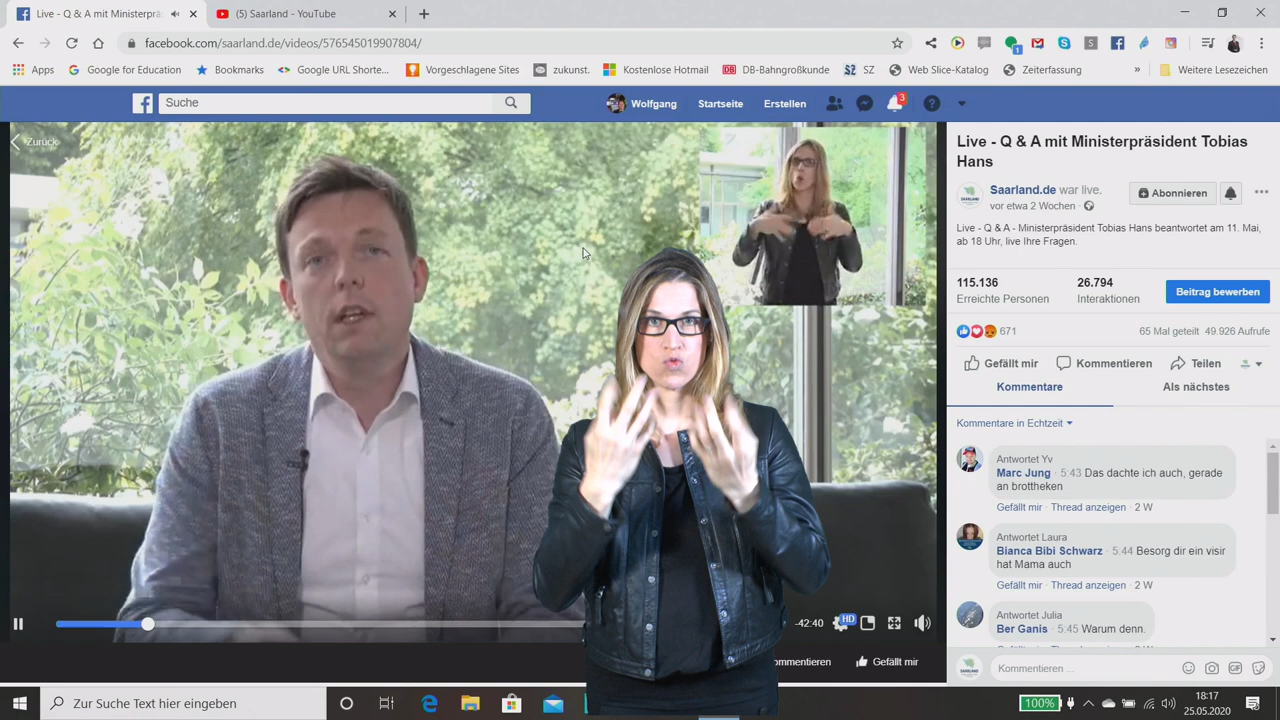 Live - Q & A mit Ministerprä
(5) Saarland - YouTube
facebook.com/saarland.de/videos/576545019907804/
Apps
Google for Education
Bookmarks
Google URL Shorte...
Vorgeschlagene Sites
zukunst.
Kostenlose Hotmail
DB-Bahngroßkunde
SZ
Web Slice-Katalog
Zeiterfassung
»
Weitere Lesezeichen
Suche
Wolfgang
Startseite
Erstellen
3
Zurück
Live - Q & A mit Ministerpräsident Tobias
Hans
Saarland.de war live.
vor etwa 2 Wochen ·
Abonnieren
Live - Q & A - Ministerpräsident Tobias Hans beantwortet am 11. Mai,
ab 18 Uhr, live Ihre Fragen.
115.136
Erreichte Personen
26.794
Interaktionen
Beitrag bewerben
671
65 Mal geteilt 49.926 Aufrufe
Gefällt mir
Kommentieren
Teilen
Kommentare
Als nächstes
Kommentare in Echtzeit
Antwortet Yv
Marc Jung · 5:43 Das dachte ich auch, gerade
an brottheken
Gefällt mir · Thread anzeigen · 2 W
Antwortet Laura
Bianca Bibi Schwarz · 5:44 Besorg dir ein visir
hat Mama auch
Gefällt mir · Thread anzeigen · 2 W
Antwortet Julia
Ber Ganis · 5:45 Warum denn.
-42:40
HD
ommentieren
Gefällt mir
Kommentieren ...
GIF
Zur Suche Text hier eingeben
100%
18:17
25.05.2020